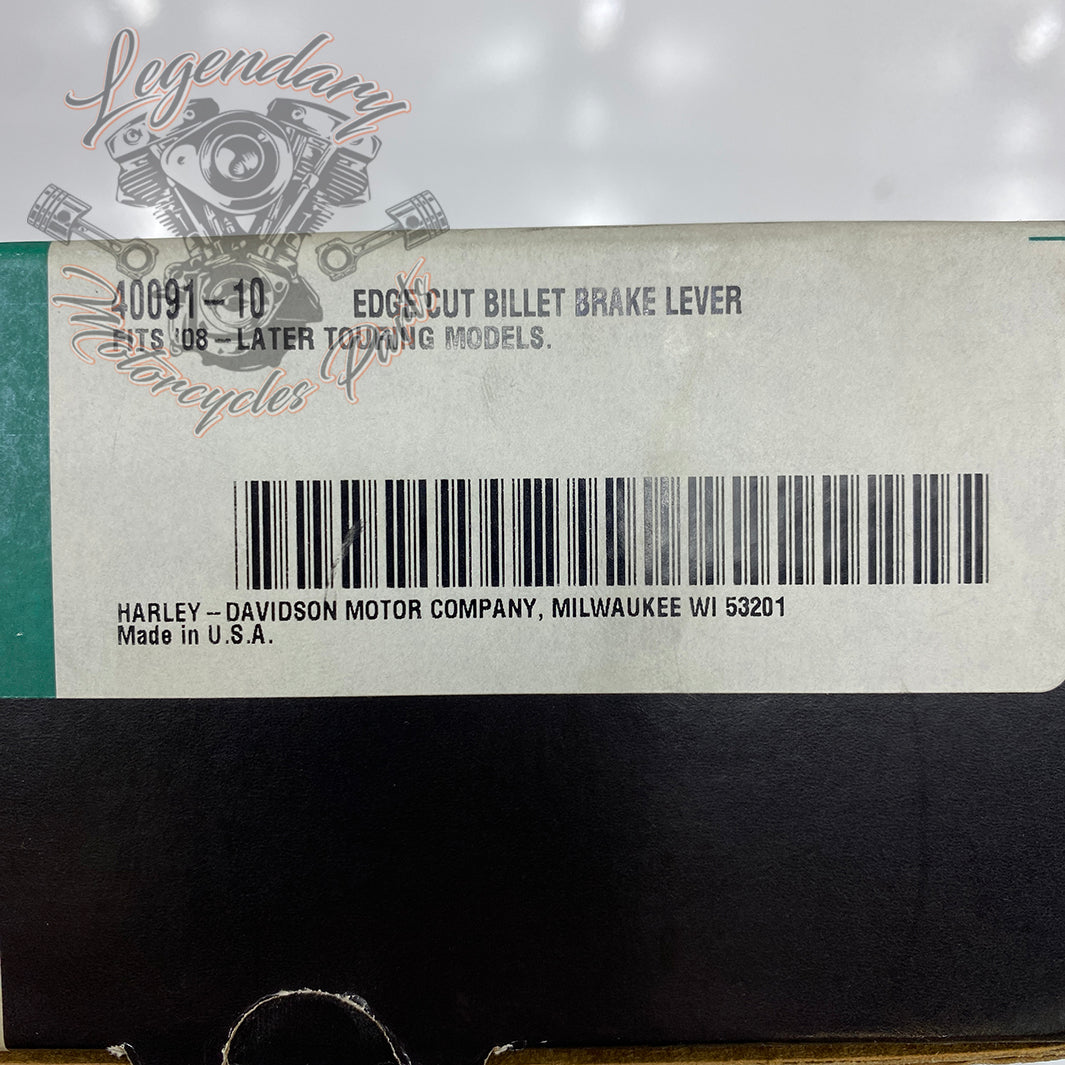 Legendary
Motorcycles Parts
40091-10 EDGE CUT BILLET BRAKE LEVER
FITS '08-LATER TOURING MODELS.
HARLEY-DAVIDSON MOTOR COMPANY, MILWAUKEE WI 53201
Made in U.S.A.